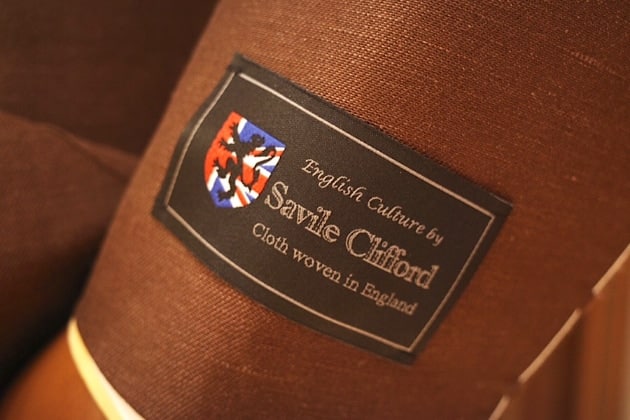 English Culture by
Savile Clifford
Cloth woven in England